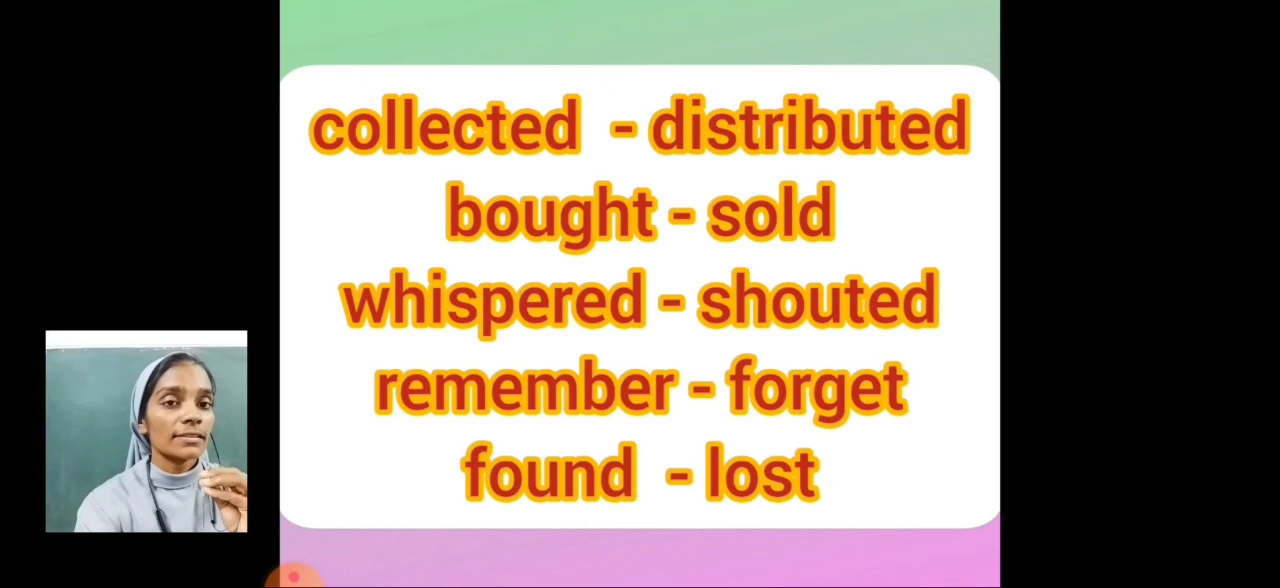 collected - distributed
bought - sold
whispered - shouted
remember - forget
found - lost